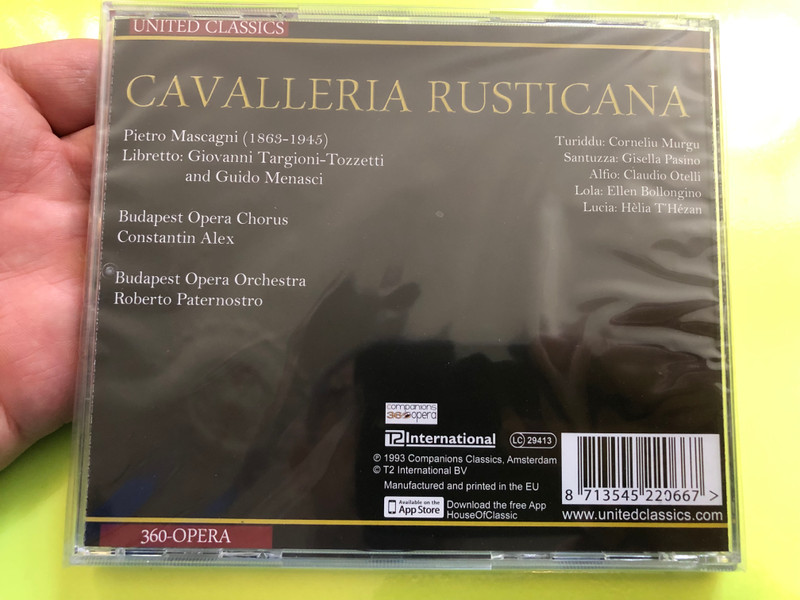 UNITED CLASSICS
CAVALLERIA RUSTICANA
Pietro Mascagni (1863-1945)
Libretto: Giovanni Targioni-Tozzetti
and Guido Menasci
Budapest Opera Chorus
Constantin Alex
Budapest Opera Orchestra
Roberto Paternostro
Turiddu: Corneliu Murgu
Santuzza: Gisella Pasino
Alfio: Claudio Otelli
Lola: Ellen Bollongino
Lucia: Hèlia T'Hézan
companions
360opera
T2 International
LC 29413
℗ 1993 Companions Classics, Amsterdam
© T2 International BV
Manufactured and printed in the EU
Available on the
App Store
Download the free App
HouseOfClassic
8 713545 220667 >
www.unitedclassics.com
360-OPERA